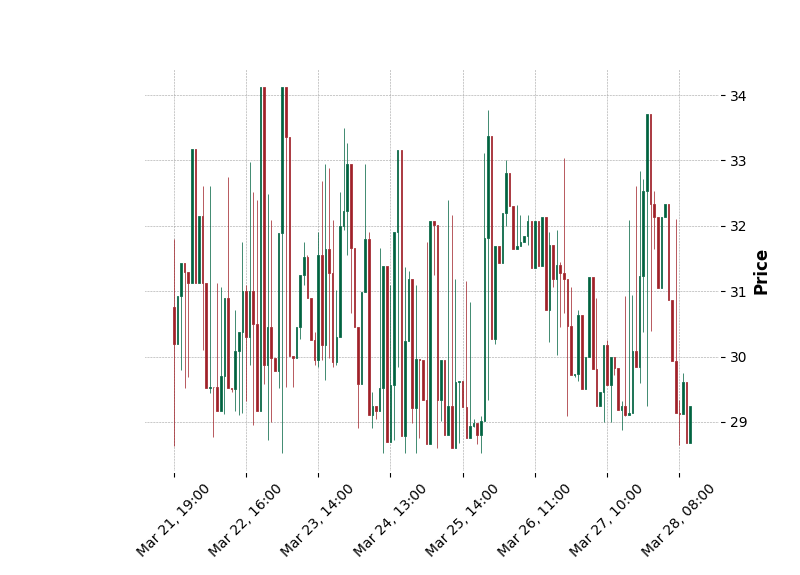 34
33
32
31
30
29
Price
Mar 21, 19:00
Mar 22, 16:00
Mar 23, 14:00
Mar 24, 13:00
Mar 25, 14:00
Mar 26, 11:00
Mar 27, 10:00
Mar 28, 08:00